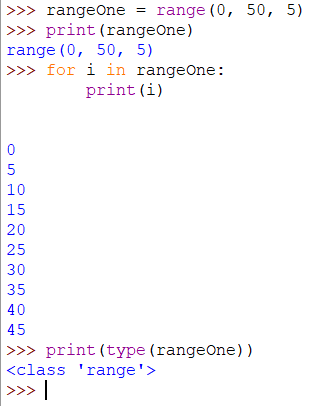 >>> rangeOne = range(0, 50, 5)
>>> print(rangeOne)
range(0, 50, 5)
>>> for i in rangeOne:
        print(i)
0
5
10
15
20
25
30
35
40
45
>>> print(type(rangeOne))
<class 'range'>
>>>